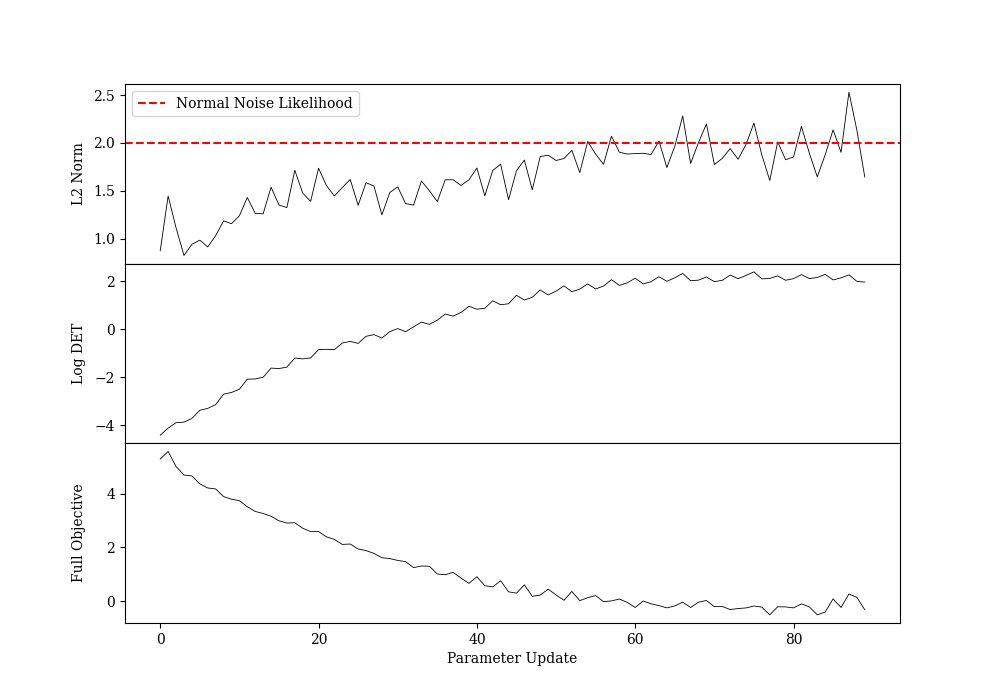 Normal Noise Likelihood
2.5
2.0
1.5
1.0
L2 Norm
2
0
−2
−4
Log DET
4
2
0
Full Objective
0 20 40 60 80
Parameter Update